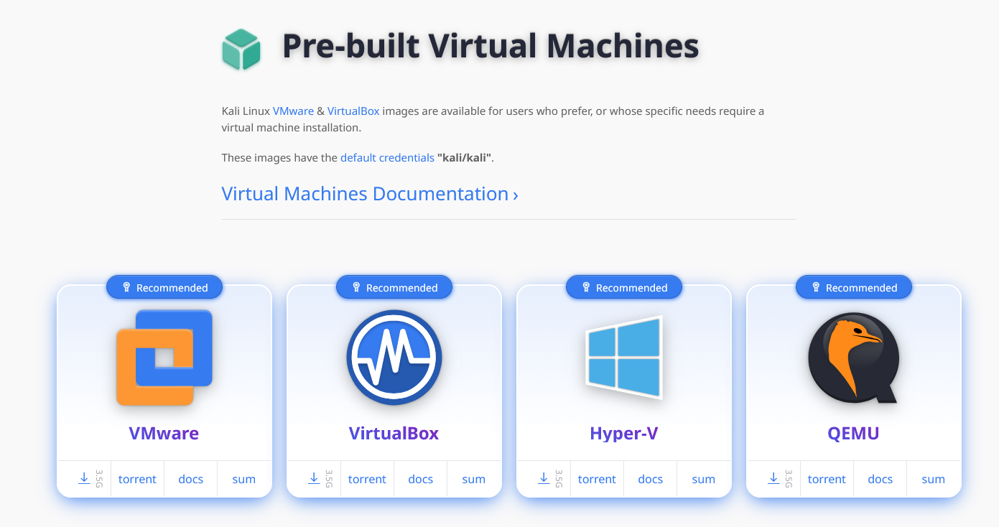 Pre-built Virtual Machines
Kali Linux VMware & VirtualBox images are available for users who prefer, or whose specific needs require a
virtual machine installation.
These images have the default credentials "kali/kali".
Virtual Machines Documentation ›
Recommended
Recommended
Recommended
Recommended
VMware
VirtualBox
Hyper-V
QEMU
3.5G torrent docs sum
3.5G torrent docs sum
3.5G torrent docs sum
3.5G torrent docs sum